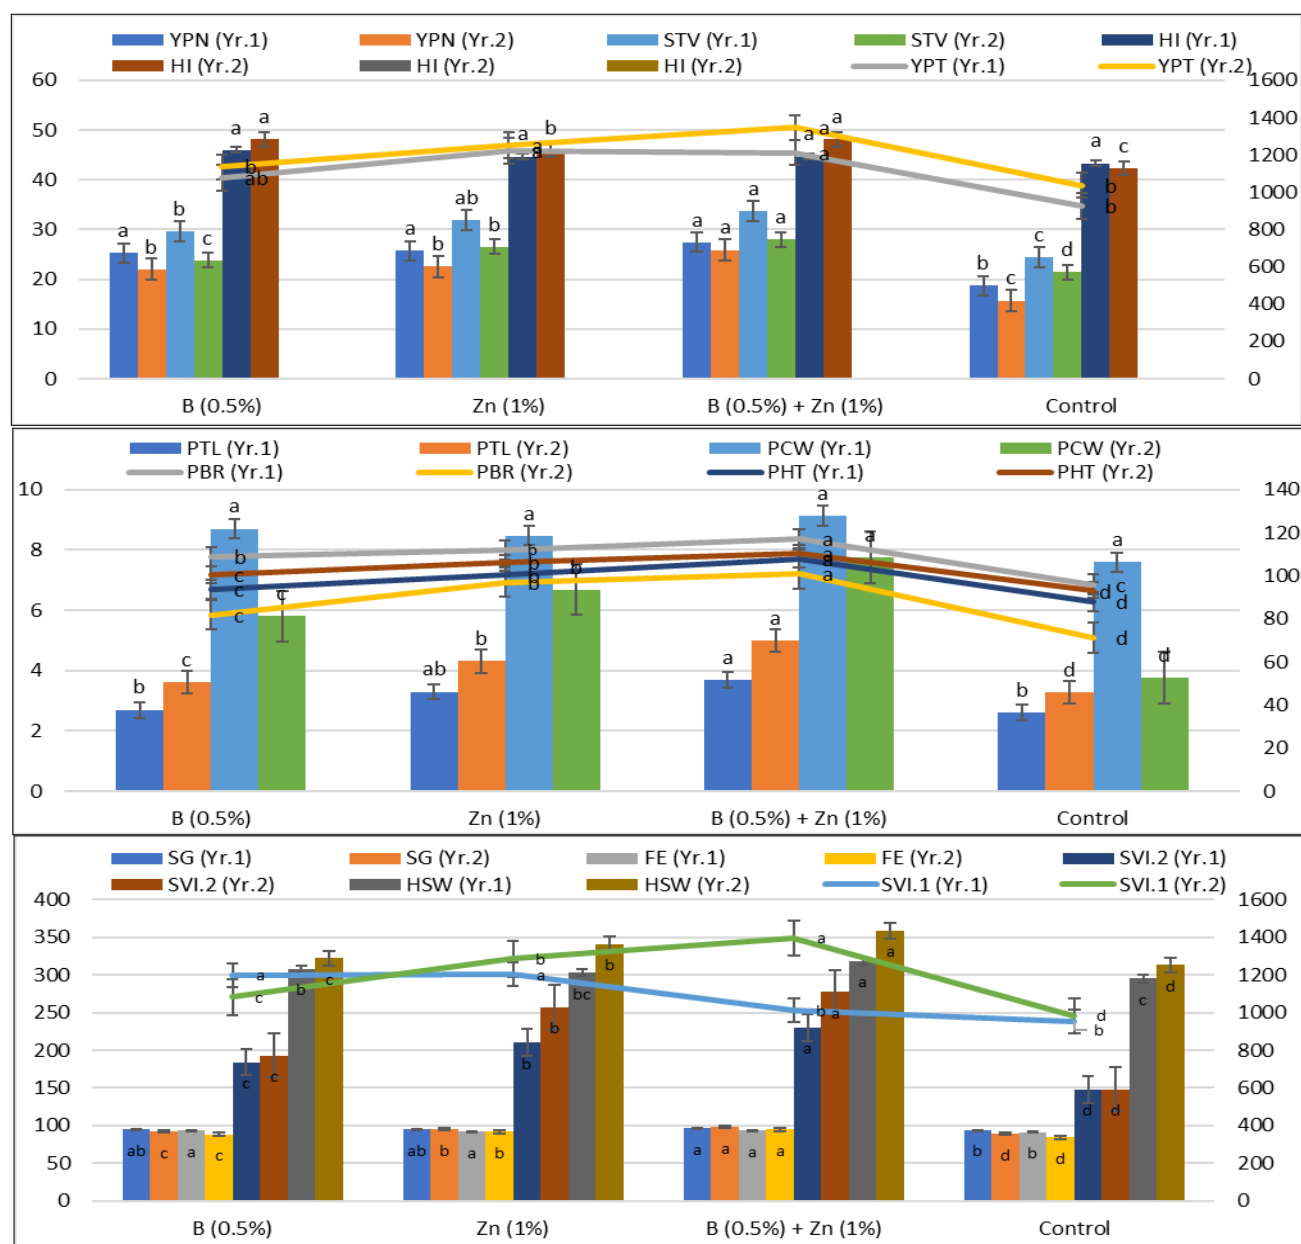 YPN (Yr.1) YPN (Yr.2) STV (Yr.1) STV (Yr.2) HI (Yr.1)
HI (Yr.2) HI (Yr.2) HI (Yr.2) YPT (Yr.1) YPT (Yr.2)
60 1600
50 a a a b a 1400
a a 1200
40 b ab a a a a c 1000
b b
30 a b b c a b ab b a a a a 800
20 b c c d 600
400
10 200
0 0
B (0.5%) Zn (1%) B (0.5%) + Zn (1%) Control
PTL (Yr.1) PTL (Yr.2) PCW (Yr.1) PCW (Yr.2)
PBR (Yr.1) PBR (Yr.2) PHT (Yr.1) PHT (Yr.2)
10 a a a 140
8 b b a a a 120
6 c c c c b b b b a a a d c d 100
80
4 b c ab b a a b d d d 60
2 40
20
0 0
B (0.5%) Zn (1%) B (0.5%) + Zn (1%) Control
SG (Yr.1) SG (Yr.2) FE (Yr.1) FE (Yr.2) SVI.2 (Yr.1)
SVI.2 (Yr.2) HSW (Yr.1) HSW (Yr.2) SVI.1 (Yr.1) SVI.1 (Yr.2)
400 1600
350 a 1400
300 a c b c b a bc b a a c d 1200
250 b d b 1000
200 b a a 800
150 c c b 600
100 d d 400
50 ab c a c ab b a b a a a a b d b d 200
0 0
B (0.5%) Zn (1%) B (0.5%) + Zn (1%) Control